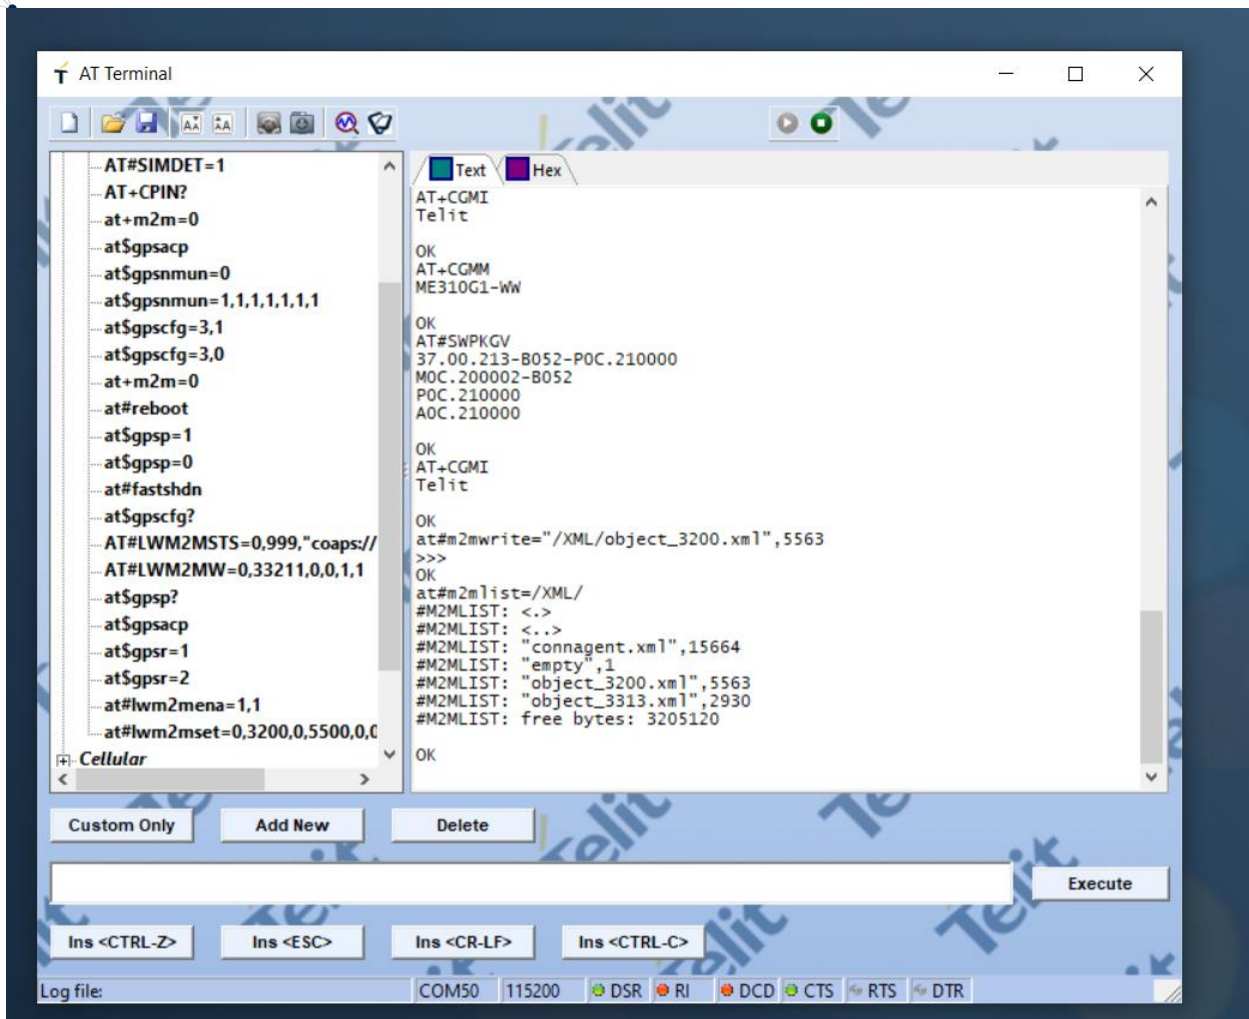 AT Terminal
AT#SIMDET=1
AT+CPIN?
at+m2m=0
at$gpsacp
at$gpsnmun=0
at$gpsnmun=1,1,1,1,1,1,1
at$gpscfg=3,1
at$gpscfg=3,0
at+m2m=0
at#reboot
at$gpsp=1
at$gpsp=0
at#fastshdn
at$gpscfg?
AT#LWM2MSTS=0,999,"coaps://
AT#LWM2MW=0,33211,0,0,1,1
at$gpsp?
at$gpsacp
at$gpsr=1
at$gpsr=2
at#lwm2mena=1,1
at#lwm2mset=0,3200,0,5500,0,0
Cellular
Text Hex
AT+CGMI
Telit
OK
AT+CGMM
ME310G1-WW
OK
AT#SWPKGV
37.00.213-B052-P0C.210000
M0C.200002-B052
P0C.210000
A0C.210000
OK
AT+CGMI
Telit
OK
at#m2mwrite="/XML/object_3200.xml",5563
>>>
OK
at#m2mlist=/XML/
#M2MLIST: <.>
#M2MLIST: <..>
#M2MLIST: "connagent.xml",15664
#M2MLIST: "empty",1
#M2MLIST: "object_3200.xml",5563
#M2MLIST: "object_3313.xml",2930
#M2MLIST: free bytes: 3205120
OK
Custom Only Add New Delete
Execute
Ins <CTRL-Z> Ins <ESC> Ins <CR-LF> Ins <CTRL-C>
Log file: COM50 115200 DSR RI DCD CTS RTS DTR
Telit